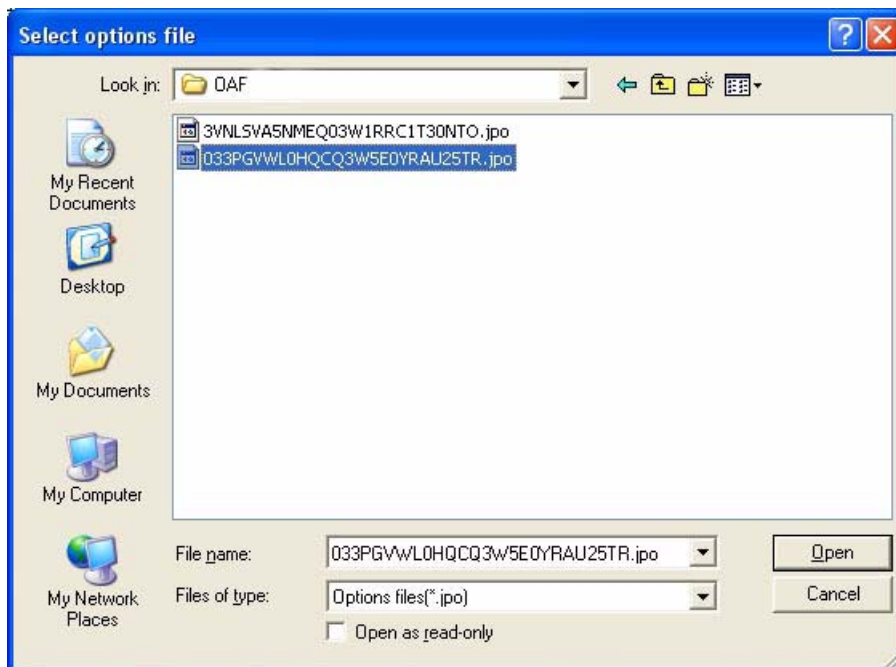 Select options file
Look in:
OAF
3VNLSVA5NMEQ03W1RRC1T30NTO.jpo
033PGVWL0HQCQ3W5E0YRAU25TR.jpo
My Recent
Documents
Desktop
My Documents
My Computer
My Network
Places
File name:
033PGVWL0HQCQ3W5E0YRAU25TR.jpo
Open
Files of type:
Options files(*.jpo)
Cancel
Open as read-only